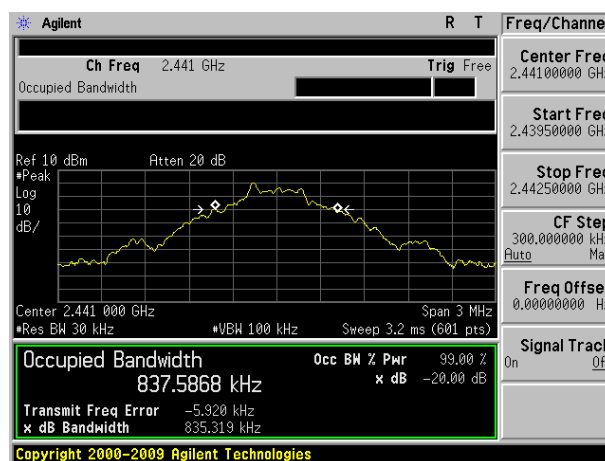 Agilent R T Freq/Channe
Ch Freq 2.441 GHz Trig Free
Occupied Bandwidth
Center Freq
2.44100000 GH
Start Freq
2.43950000 GH
Stop Freq
2.44250000 GH
CF Step
300.000000 kH
Auto Ma
Freq Offse
0.00000000 H
Signal Track
On Of
Ref 10 dBm Atten 20 dB
#Peak
Log
10
dB/
Center 2.441 000 GHz Span 3 MHz
#Res BW 30 kHz #VBW 100 kHz Sweep 3.2 ms (601 pts)
Occupied Bandwidth Occ BW % Pwr 99.00 %
837.5868 kHz x dB -20.00 dB
Transmit Freq Error -5.920 kHz
x dB Bandwidth 835.319 kHz
Copyright 2000-2009 Agilent Technologies